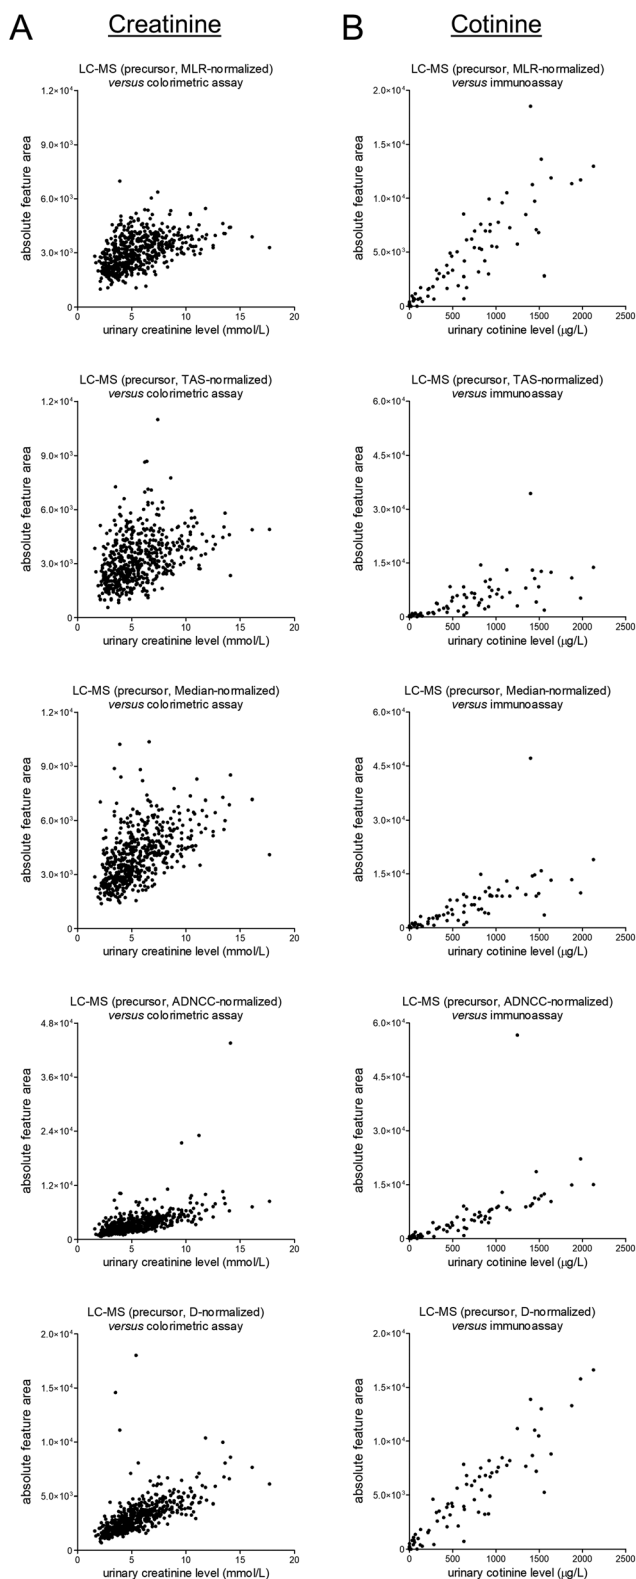 A Creatinine
B Cotinine
LC-MS (precursor, MLR-normalized)
versus colorimetric assay
1.2×10⁴
9.0×10³
6.0×10³
3.0×10³
0
absolute feature area
0 5 10 15 20
urinary creatinine level (mmol/L)
LC-MS (precursor, MLR-normalized)
versus immunoassay
2.0×10⁴
1.5×10⁴
1.0×10⁴
5.0×10³
0
absolute feature area
0 500 1000 1500 2000 2500
urinary cotinine level (μg/L)
LC-MS (precursor, TAS-normalized)
versus colorimetric assay
1.2×10⁴
9.0×10³
6.0×10³
3.0×10³
0
absolute feature area
0 5 10 15 20
urinary creatinine level (mmol/L)
LC-MS (precursor, TAS-normalized)
versus immunoassay
6.0×10⁴
4.5×10⁴
3.0×10⁴
1.5×10⁴
0
absolute feature area
0 500 1000 1500 2000 2500
urinary cotinine level (μg/L)
LC-MS (precursor, Median-normalized)
versus colorimetric assay
1.2×10⁴
9.0×10³
6.0×10³
3.0×10³
0
absolute feature area
0 5 10 15 20
urinary creatinine level (mmol/L)
LC-MS (precursor, Median-normalized)
versus immunoassay
6.0×10⁴
4.5×10⁴
3.0×10⁴
1.5×10⁴
0
absolute feature area
0 500 1000 1500 2000 2500
urinary cotinine level (μg/L)
LC-MS (precursor, ADNCC-normalized)
versus colorimetric assay
4.8×10⁴
3.6×10⁴
2.4×10⁴
1.2×10⁴
0
absolute feature area
0 5 10 15 20
urinary creatinine level (mmol/L)
LC-MS (precursor, ADNCC-normalized)
versus immunoassay
6.0×10⁴
4.5×10⁴
3.0×10⁴
1.5×10⁴
0
absolute feature area
0 500 1000 1500 2000 2500
urinary cotinine level (μg/L)
LC-MS (precursor, D-normalized)
versus colorimetric assay
2.0×10⁴
1.5×10⁴
1.0×10⁴
5.0×10³
0
absolute feature area
0 5 10 15 20
urinary creatinine level (mmol/L)
LC-MS (precursor, D-normalized)
versus immunoassay
2.0×10⁴
1.5×10⁴
1.0×10⁴
5.0×10³
0
absolute feature area
0 500 1000 1500 2000 2500
urinary cotinine level (μg/L)